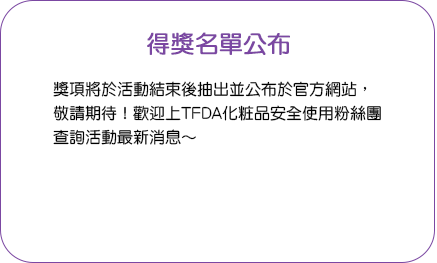 得獎名單公布
獎項將於活動結束後抽出並公布於官方網站，
敬請期待！歡迎上TFDA化粧品安全使用粉絲團
查詢活動最新消息～